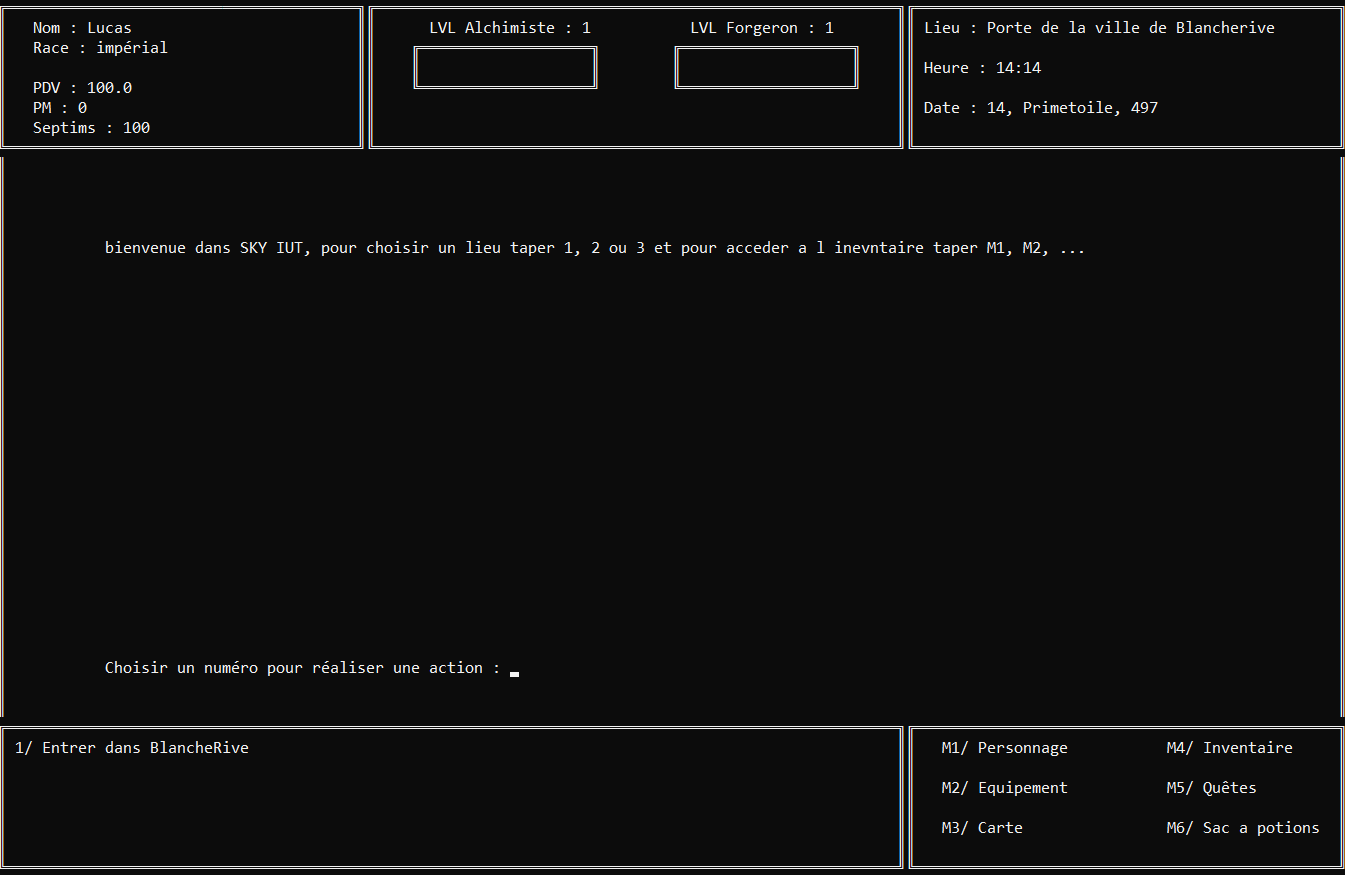 Nom : Lucas
Race : impérial
PDV : 100.0
PM : 0
Septims : 100
LVL Alchimiste : 1
LVL Forgeron : 1
Lieu : Porte de la ville de Blancherive
Heure : 14:14
Date : 14, Primetoile, 497
bienvenue dans SKY IUT, pour choisir un lieu taper 1, 2 ou 3 et pour acceder a l inevntaire taper M1, M2, ...
Choisir un numéro pour réaliser une action :
1/ Entrer dans BlancheRive
M1/ Personnage
M4/ Inventaire
M2/ Equipement
M5/ Quêtes
M3/ Carte
M6/ Sac a potions